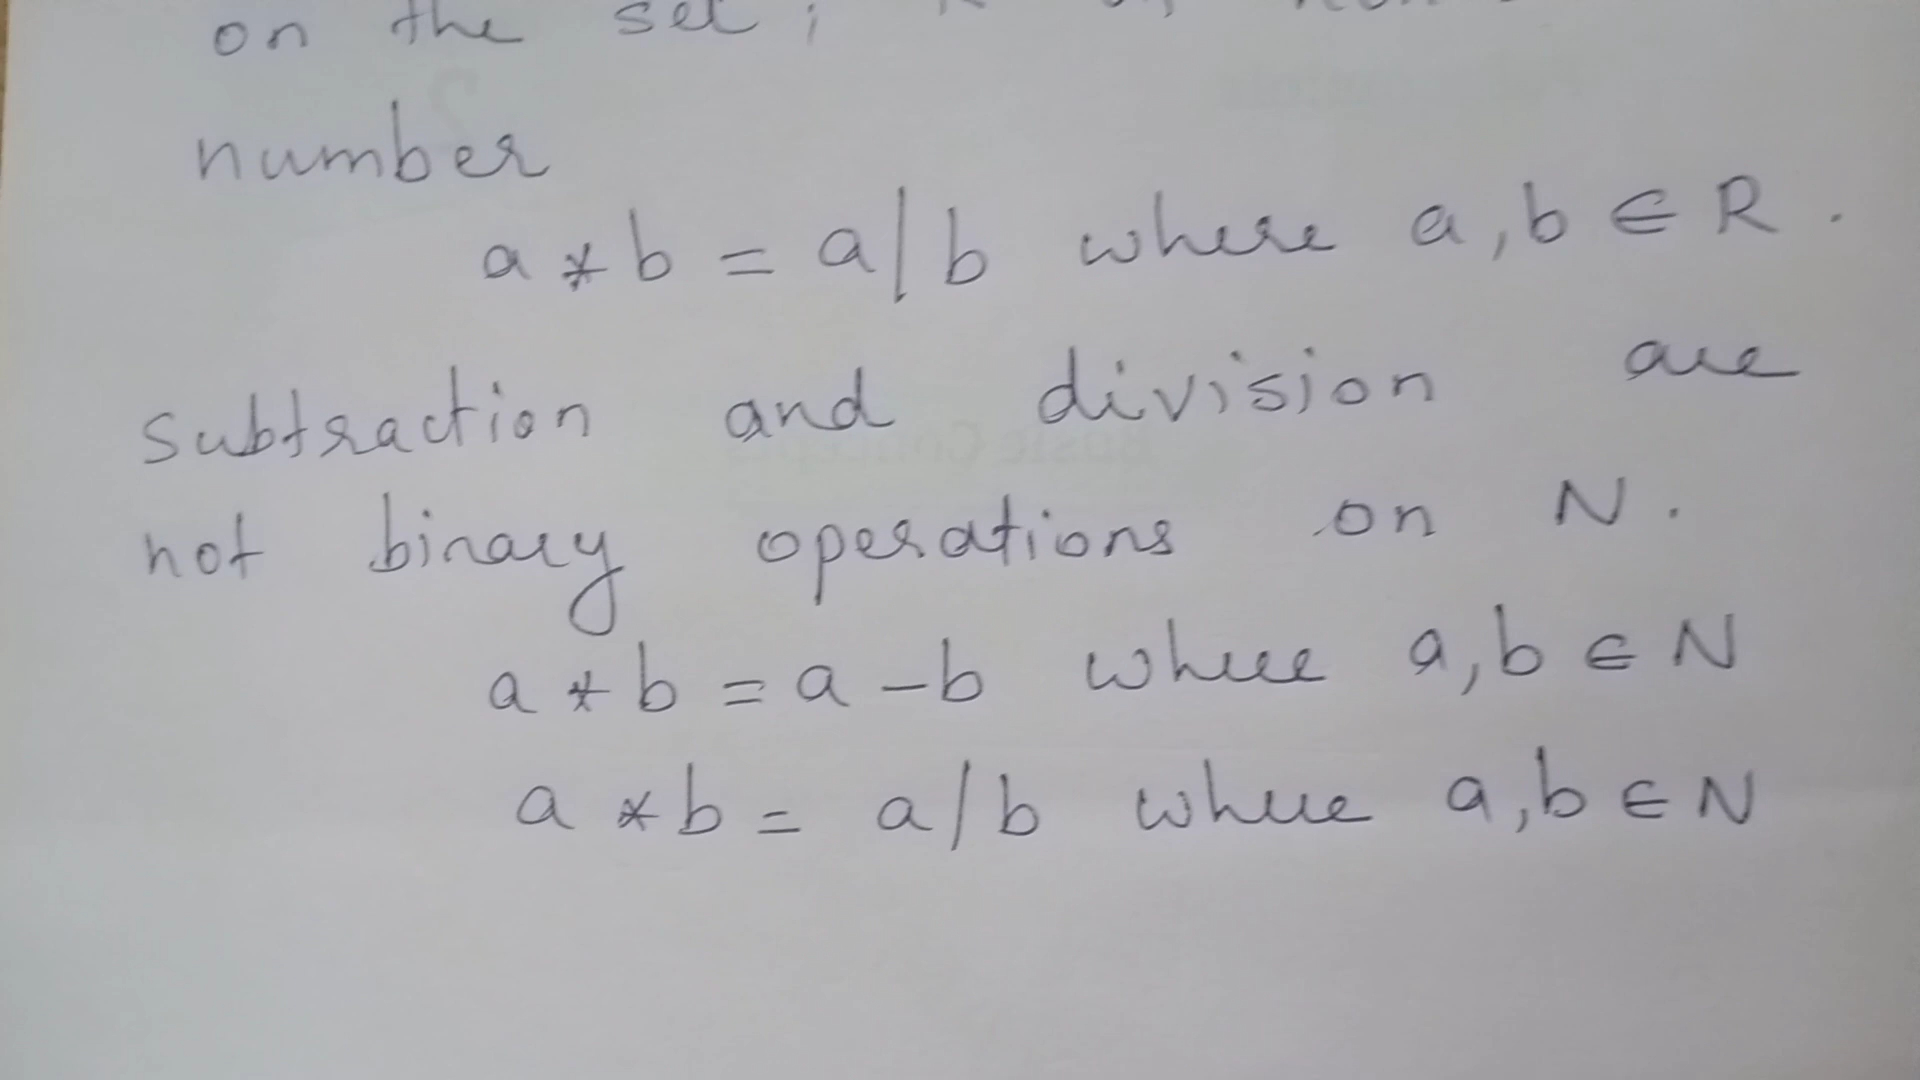 on the set ;
number
a * b = a/b where a, b ∈ R .
subtraction and division are
not binary operations on N .
a * b = a - b where a, b ∈ N
a * b = a/b where a, b ∈ N